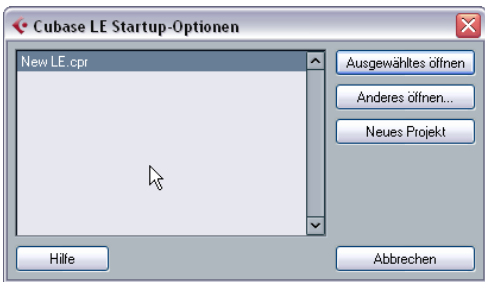 Cubase LE Startup-Optionen
New LE.cpr
Ausgewähltes öffnen
Anderes öffnen...
Neues Projekt
Hilfe
Abbrechen